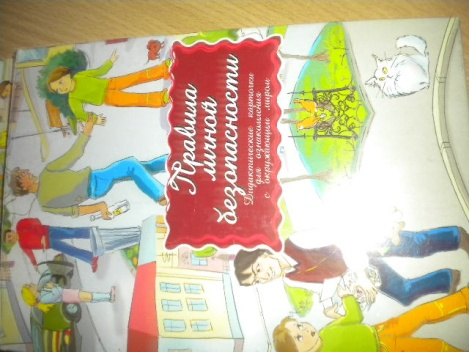 Правила
личной
безопасности
Дидактические карточки
для ознакомления
с окружающим миром